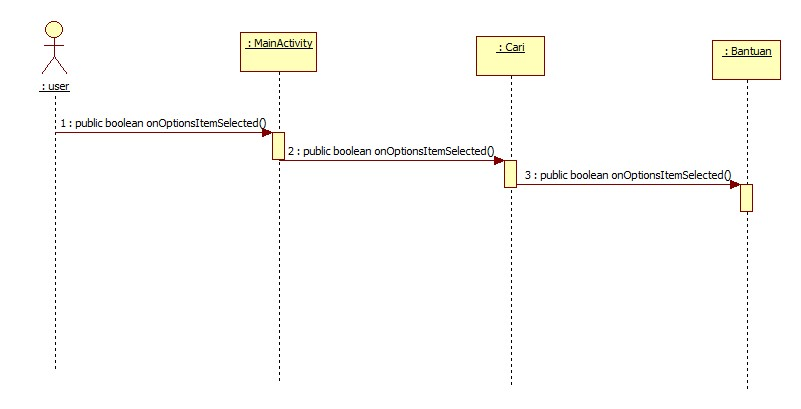 : MainActivity
: Cari
: Bantuan
: user
1 : public boolean onOptionsItemSelected()
2 : public boolean onOptionsItemSelected()
3 : public boolean onOptionsItemSelected()